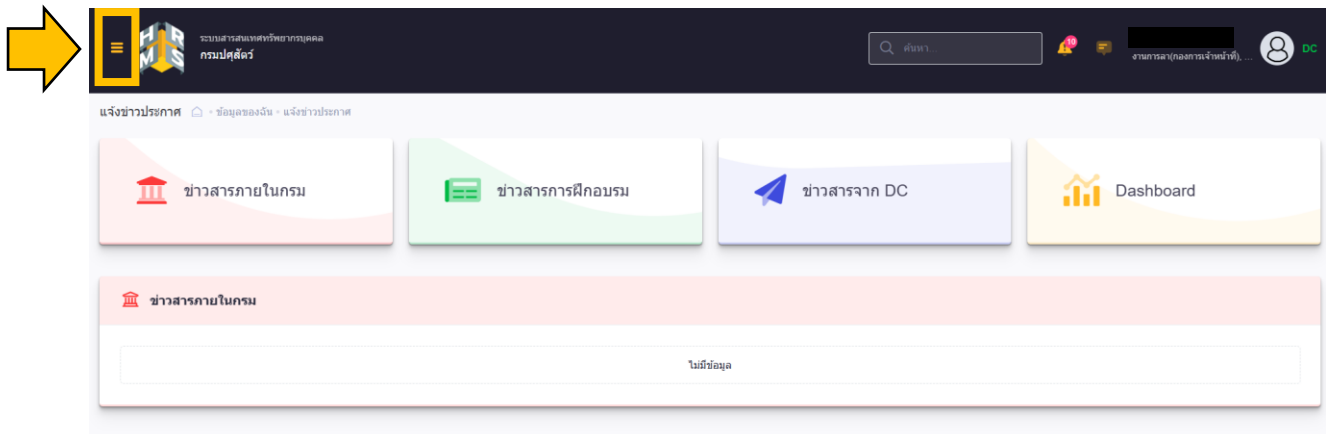 HR
MS
ระบบสารสนเทศทรัพยากรบุคคล
กรมปศุสัตว์
ค้นหา...
10
งานการลา(กองการเจ้าหน้าที่), ...
DC
แจ้งข่าวประกาศ - ข้อมูลของฉัน - แจ้งข่าวประกาศ
ข่าวสารภายในกรม
ข่าวสารการฝึกอบรม
ข่าวสารจาก DC
Dashboard
ข่าวสารภายในกรม
ไม่มีข้อมูล